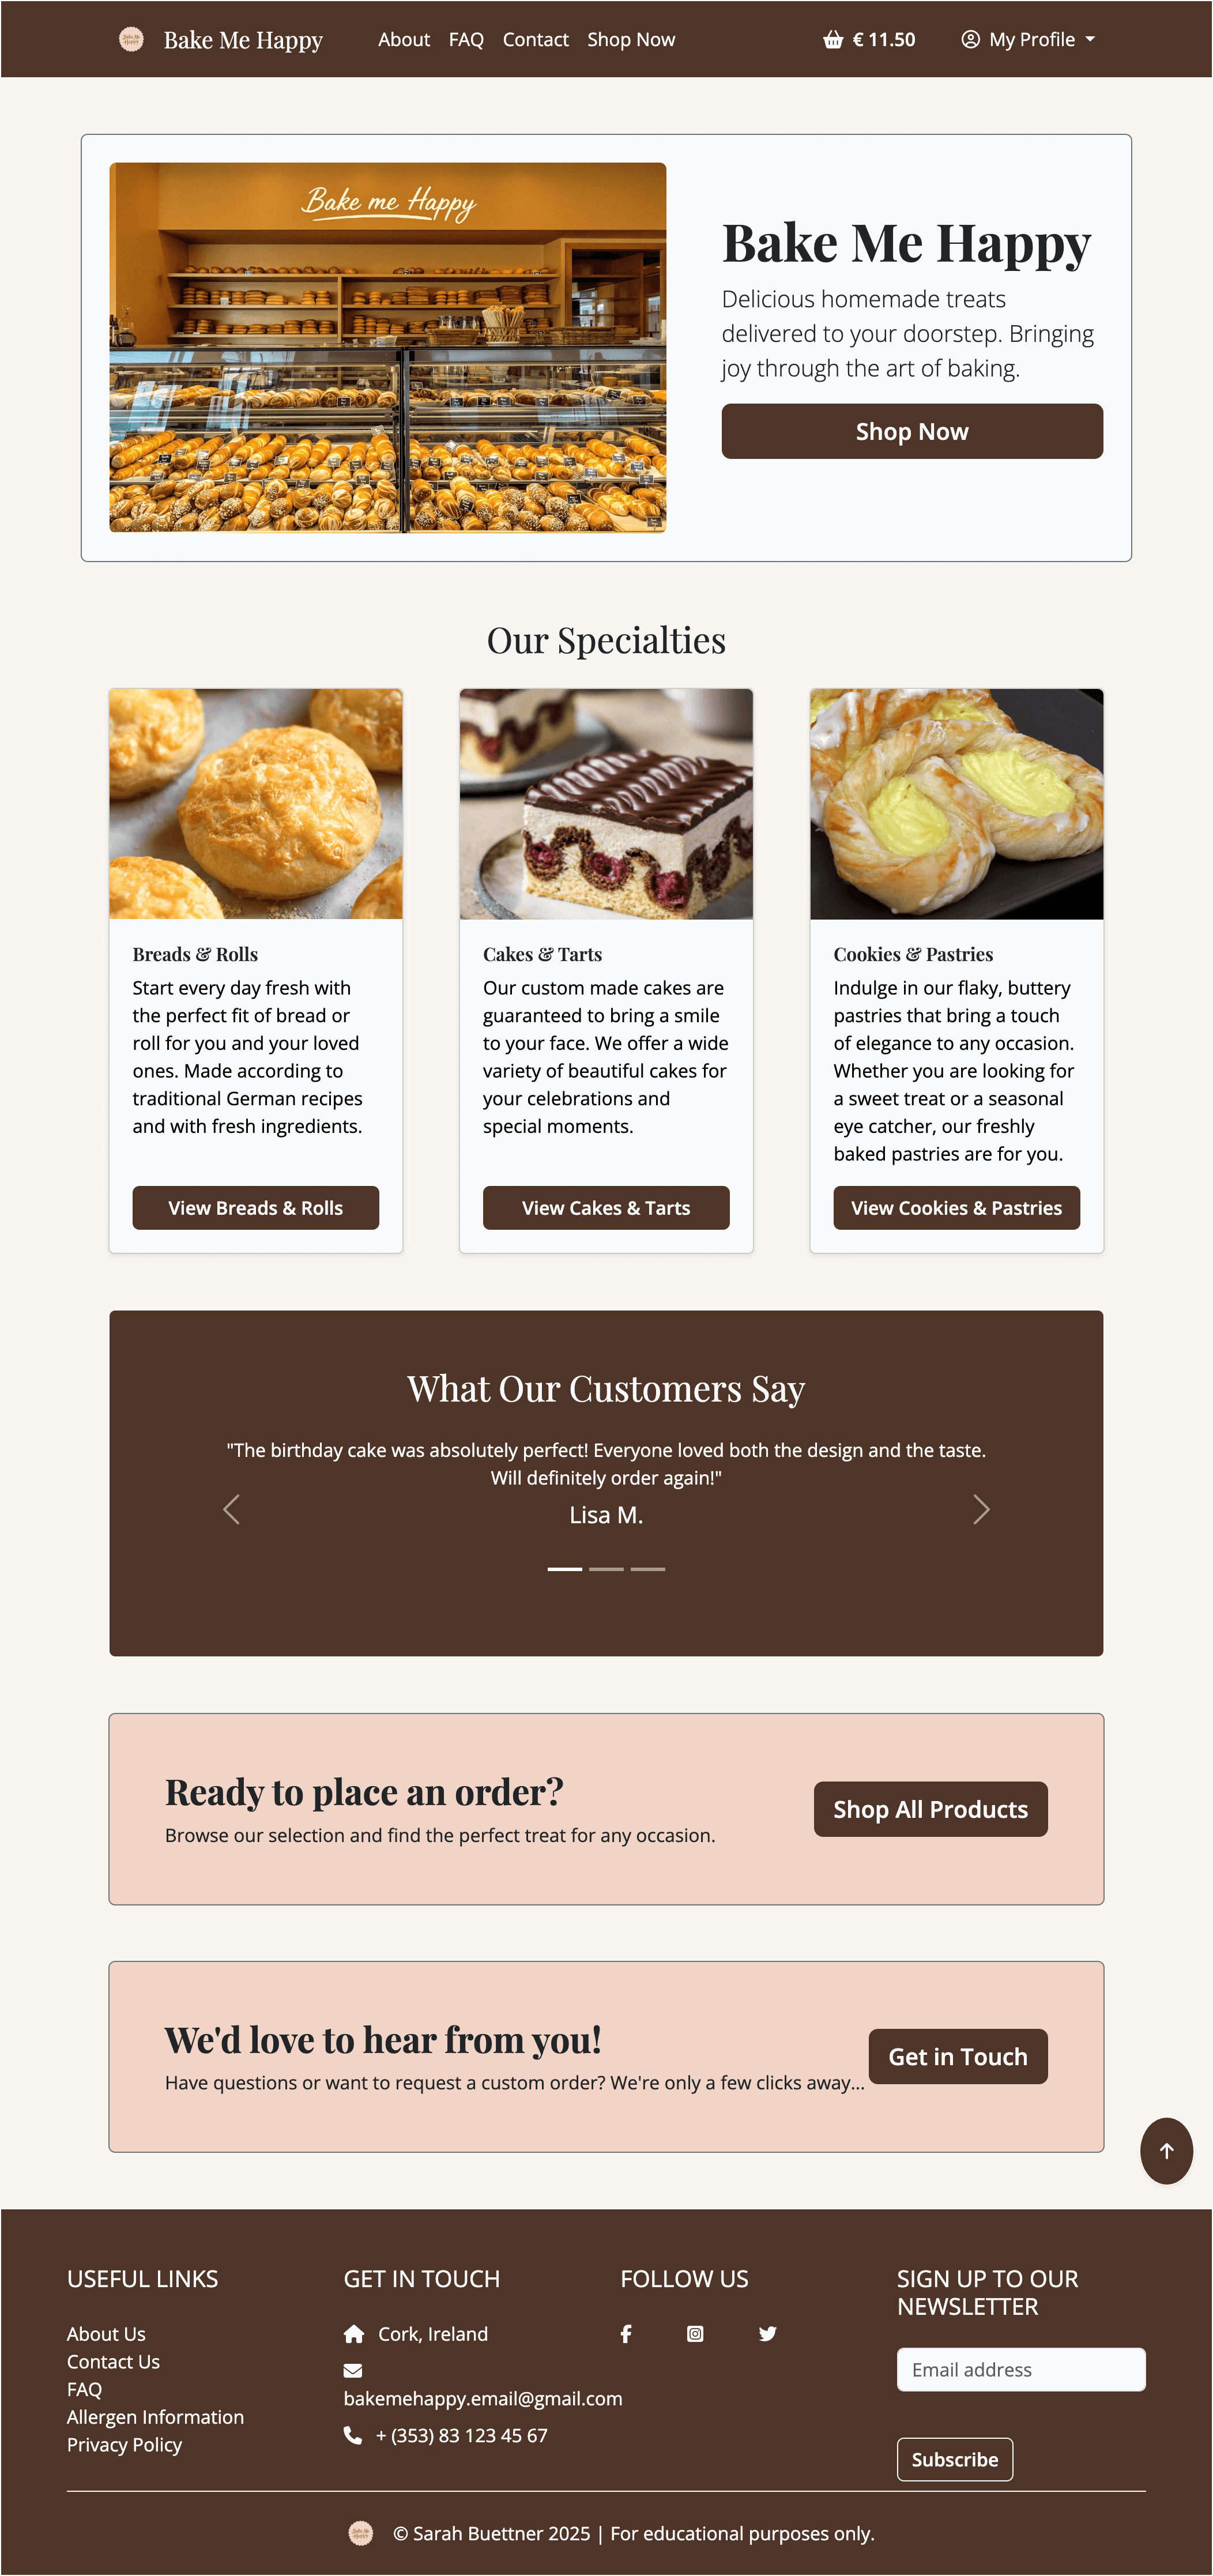 Bake Me Happy
Bake Me Happy
About
FAQ
Contact
Shop Now
€ 11.50
My Profile
Bake me Happy
Bake Me Happy
Delicious homemade treats
delivered to your doorstep. Bringing
joy through the art of baking.
Shop Now
Our Specialties
Breads & Rolls
Start every day fresh with
the perfect fit of bread or
roll for you and your loved
ones. Made according to
traditional German recipes
and with fresh ingredients.
View Breads & Rolls
Cakes & Tarts
Our custom made cakes are
guaranteed to bring a smile
to your face. We offer a wide
variety of beautiful cakes for
your celebrations and
special moments.
View Cakes & Tarts
Cookies & Pastries
Indulge in our flaky, buttery
pastries that bring a touch
of elegance to any occasion.
Whether you are looking for
a sweet treat or a seasonal
eye catcher, our freshly
baked pastries are for you.
View Cookies & Pastries
What Our Customers Say
"The birthday cake was absolutely perfect! Everyone loved both the design and the taste.
Will definitely order again!"
Lisa M.
Ready to place an order?
Browse our selection and find the perfect treat for any occasion.
Shop All Products
We'd love to hear from you!
Have questions or want to request a custom order? We're only a few clicks away...
Get in Touch
USEFUL LINKS
About Us
Contact Us
FAQ
Allergen Information
Privacy Policy
GET IN TOUCH
Cork, Ireland
bakemehappy.email@gmail.com
+ (353) 83 123 45 67
FOLLOW US
SIGN UP TO OUR
NEWSLETTER
Email address
Subscribe
Bake Me
Happy
© Sarah Buettner 2025 | For educational purposes only.